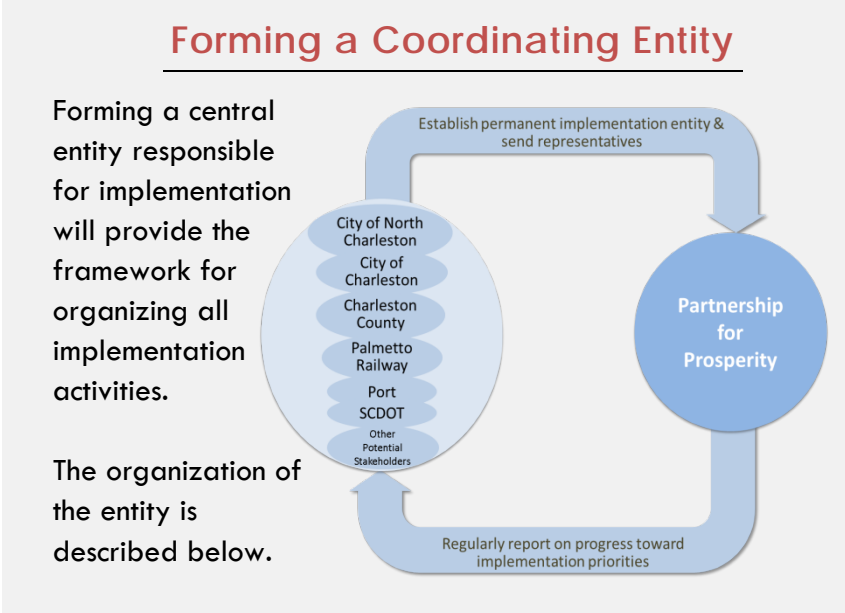 Forming a Coordinating Entity
Forming a central
entity responsible
for implementation
will provide the
framework for
organizing all
implementation
activities.
The organization of
the entity is
described below.
Establish permanent implementation entity &
send representatives
City of North
Charleston
City of
Charleston
Charleston
County
Palmetto
Railway
Port
SCDOT
Other
Potential
Stakeholders
Partnership
for
Prosperity
Regularly report on progress toward
implementation priorities